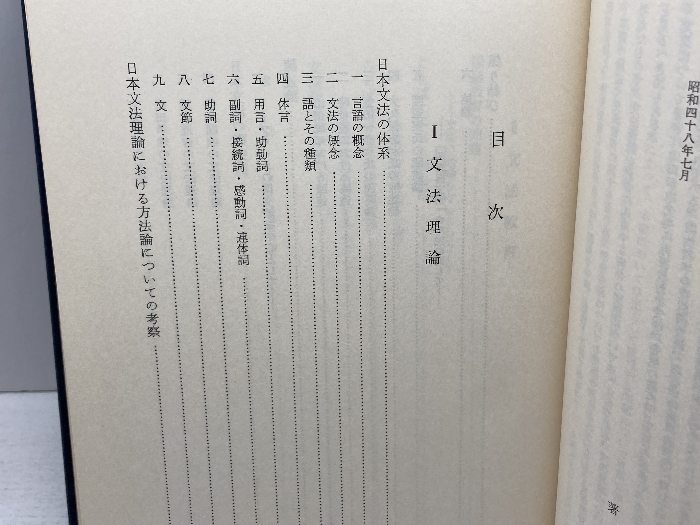 昭和四十八年七月
著
目次
Ⅰ 文法理論
日本文法の体系
一 言語の概念
二 文法の概念
三 語とその種類
四 体言
五 用言・助動詞
六 副詞・接続詞・感動詞・連体詞
七 助詞
八 文節
九 文
日本文法理論における方法論についての考察